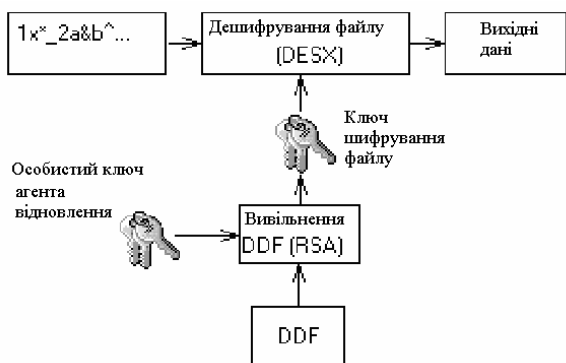 1x*_2a&b^...
Дешифрування файлу
(DESX)
Вихідні
дані
Ключ
шифрування
файлу
Особистий ключ
агента
відновлення
Вивільнення
DDF (RSA)
DDF